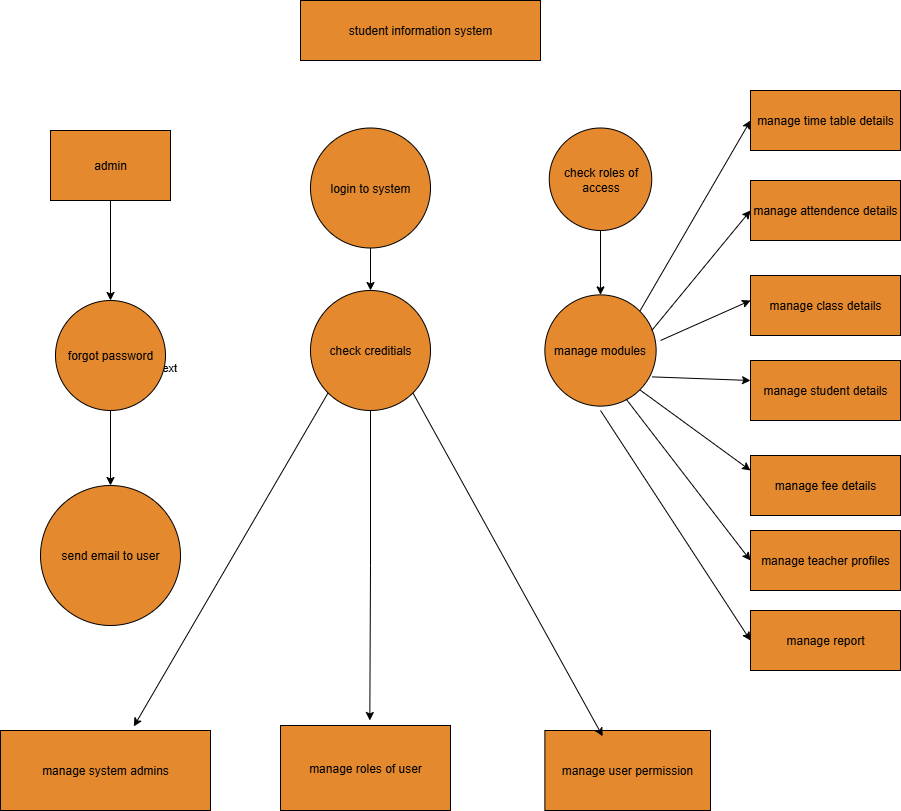 student information system
admin
login to system
check roles of
access
manage time table details
manage attendence details
manage class details
forgot password
ext
check creditials
manage modules
manage student details
manage fee details
send email to user
manage teacher profiles
manage report
manage system admins
manage roles of user
manage user permission